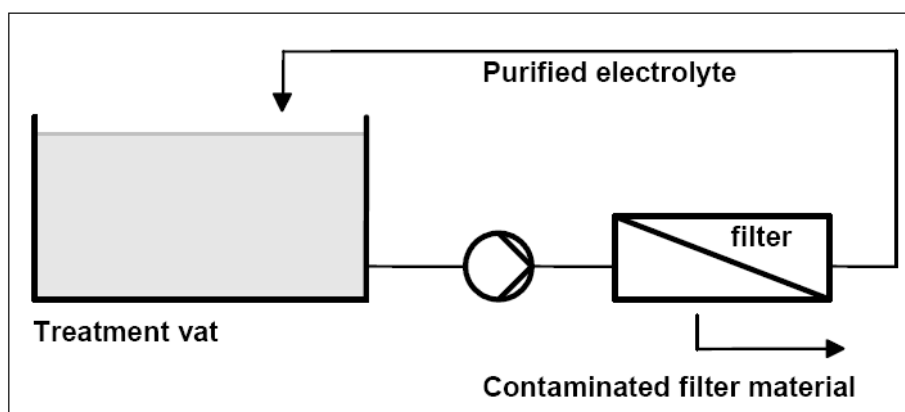 Purified electrolyte
filter
Treatment vat
Contaminated filter material